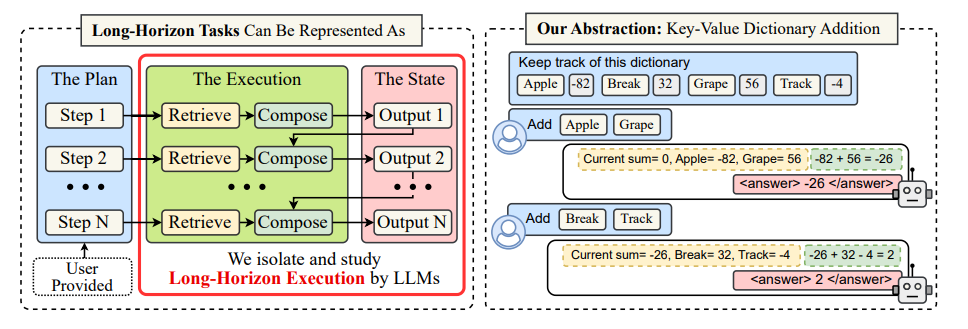 Long-Horizon Tasks Can Be Represented As
The Plan
The Execution
The State
Step 1
Retrieve
Compose
Output 1
Step 2
Retrieve
Compose
Output 2
Step N
Retrieve
Compose
Output N
User
Provided
We isolate and study
Long-Horizon Execution by LLMs
Our Abstraction: Key-Value Dictionary Addition
Keep track of this dictionary
Apple -82 Break 32 Grape 56 Track -4
Add Apple Grape
Current sum= 0, Apple= -82, Grape= 56 -82 + 56 = -26
<answer> -26 </answer>
Add Break Track
Current sum= -26, Break= 32, Track= -4 -26 + 32 - 4 = 2
<answer> 2 </answer>